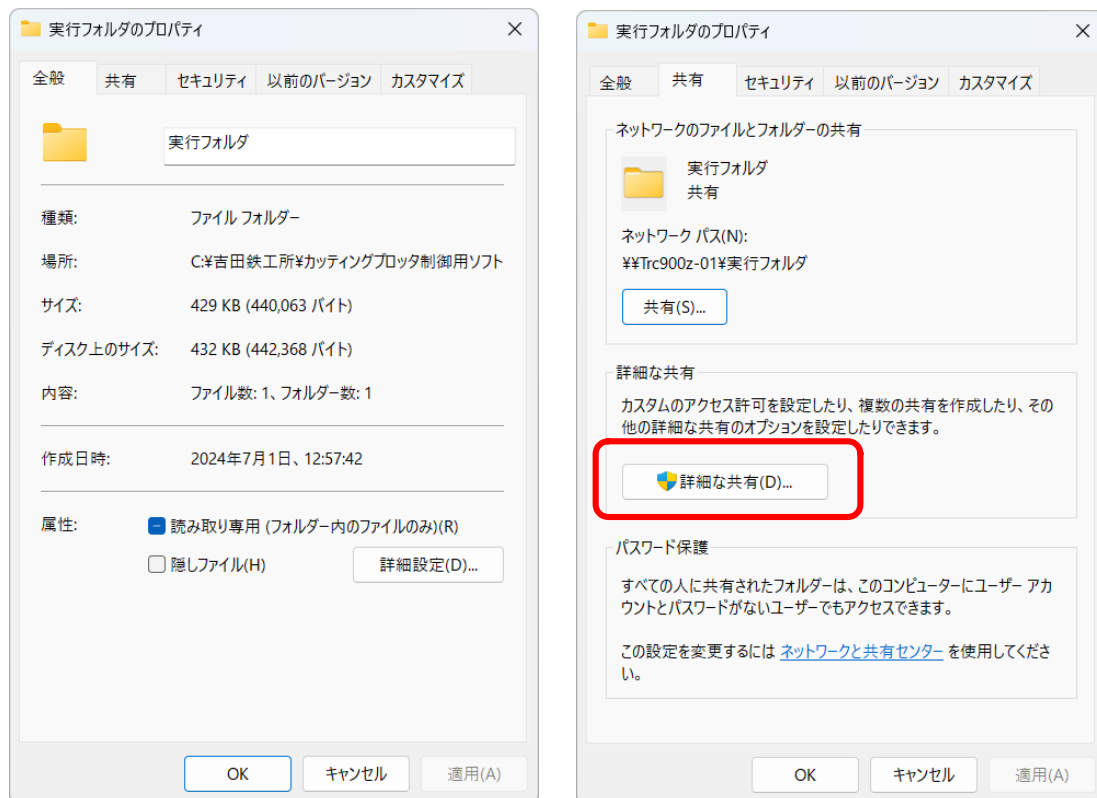 実行フォルダのプロパティ
全般 共有 セキュリティ 以前のバージョン カスタマイズ
実行フォルダ
種類: ファイル フォルダー
場所: C:¥吉田鉄工所¥カッティングプロッタ制御用ソフト
サイズ: 429 KB (440,063 バイト)
ディスク上のサイズ: 432 KB (442,368 バイト)
内容: ファイル数: 1、フォルダー数: 1
作成日時: 2024年7月1日、12:57:42
属性: 読み取り専用 (フォルダー内のファイルのみ)(R)
隠しファイル(H) 詳細設定(D)...
OK キャンセル 適用(A)
実行フォルダのプロパティ
全般 共有 セキュリティ 以前のバージョン カスタマイズ
ネットワークのファイルとフォルダーの共有
実行フォルダ
共有
ネットワーク パス(N):
¥¥Trc900z-01¥実行フォルダ
共有(S)...
詳細な共有
カスタムのアクセス許可を設定したり、複数の共有を作成したり、その
他の詳細な共有のオプションを設定したりできます。
詳細な共有(D)...
パスワード保護
すべての人に共有されたフォルダーは、このコンピューターにユーザー アカ
ウントとパスワードがないユーザーでもアクセスできます。
この設定を変更するには ネットワークと共有センター を使用してくださ
い。
OK キャンセル 適用(A)